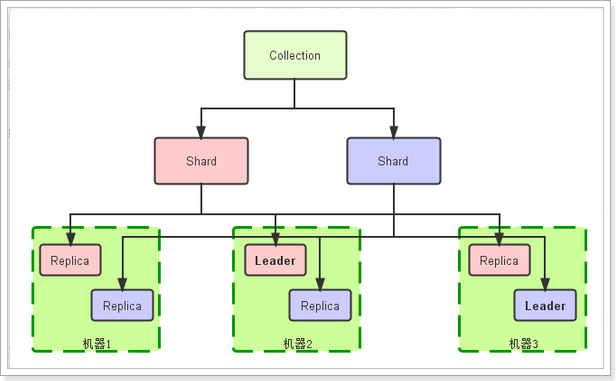 Collection
Shard
Shard
Replica
Leader
Replica
Replica
Replica
Leader
机器1
机器2
机器3